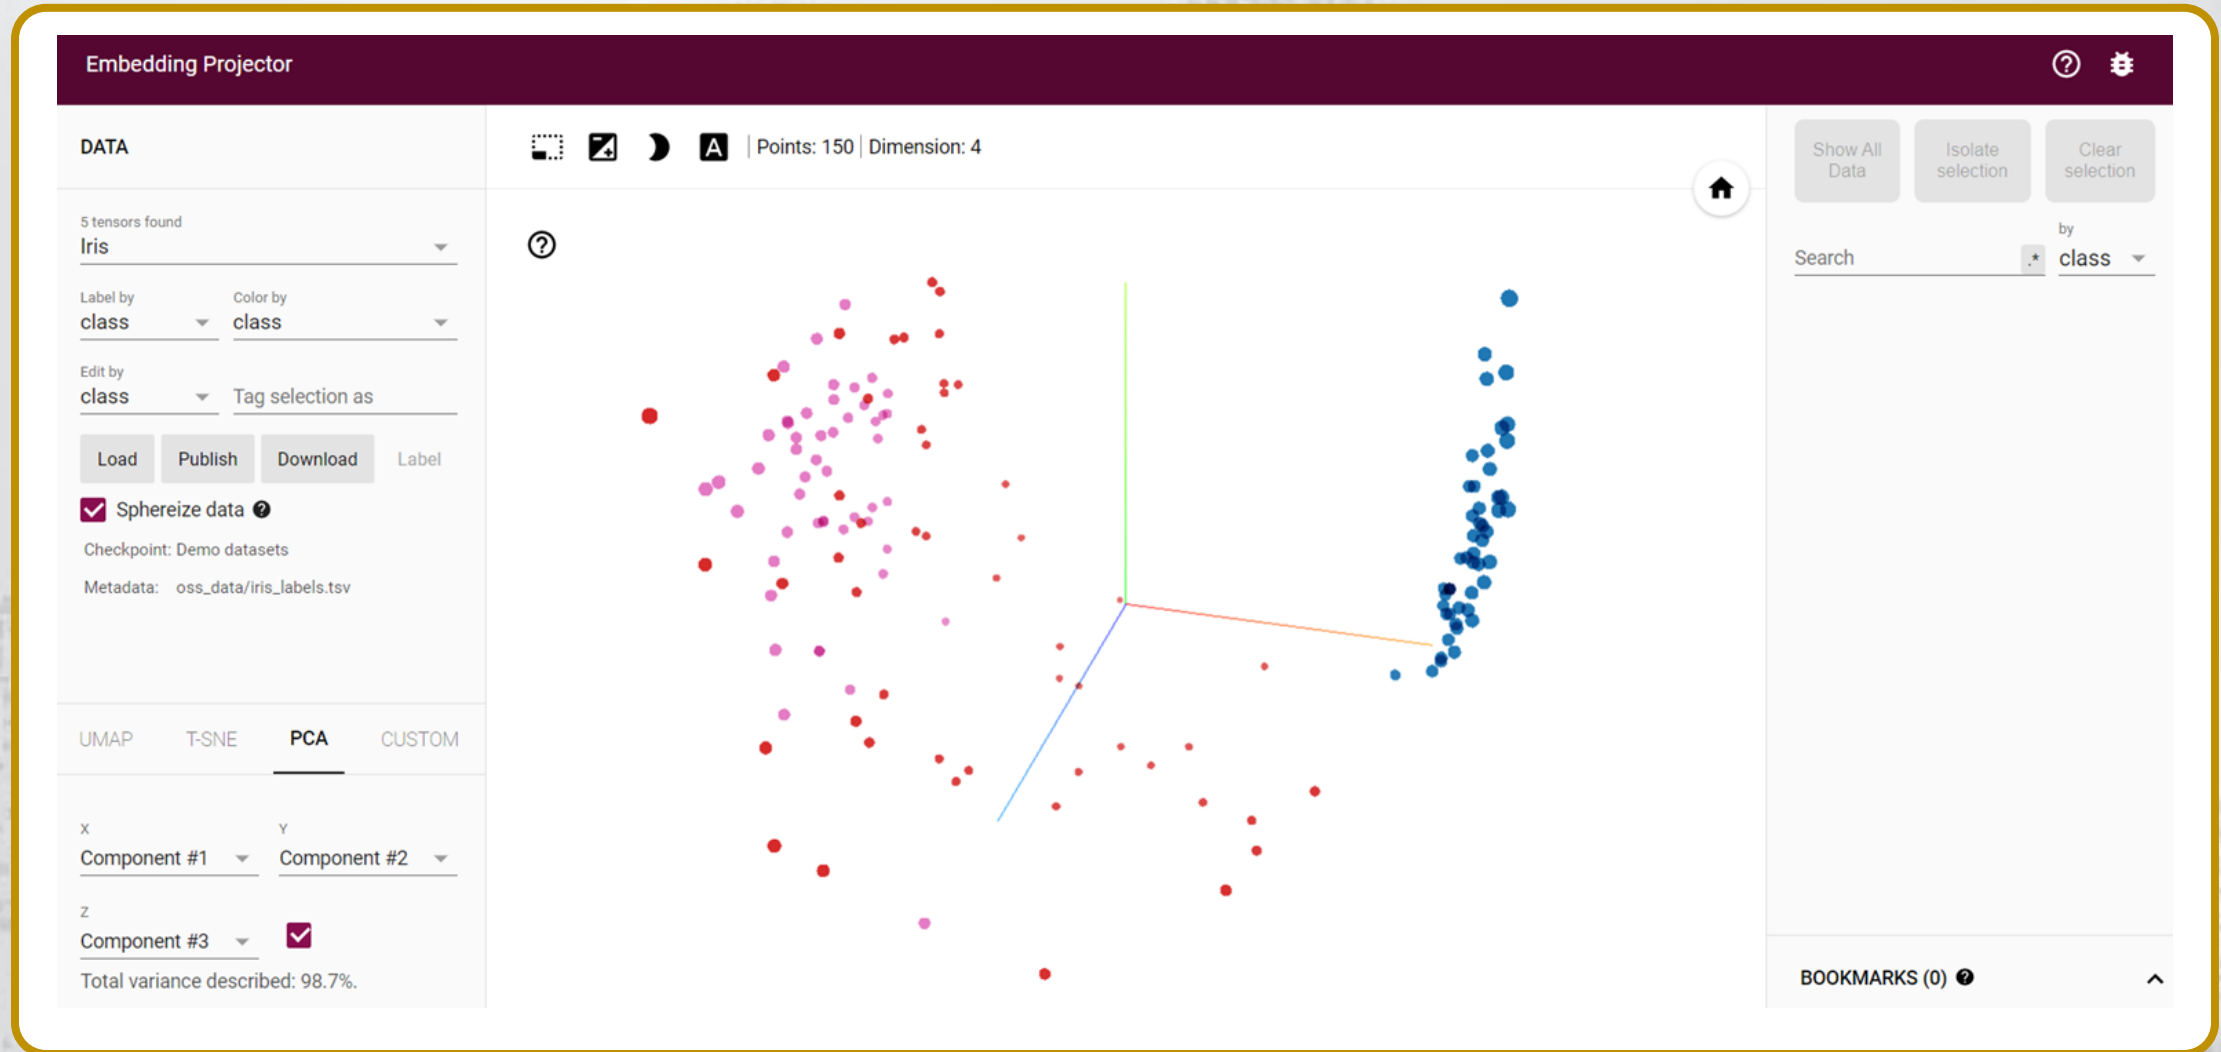 Embedding Projector
DATA
Points: 150 | Dimension: 4
5 tensors found
Iris
Label by
Color by
class
class
Edit by
class
Tag selection as
Load
Publish
Download
Label
Sphereize data
Checkpoint: Demo datasets
Metadata: oss_data/iris_labels.tsv
UMAP
T-SNE
PCA
CUSTOM
X
Y
Component #1
Component #2
Z
Component #3
Total variance described: 98.7%.
A
Show All
Data
Isolate
selection
Clear
selection
by
Search
.*
class
BOOKMARKS (0)